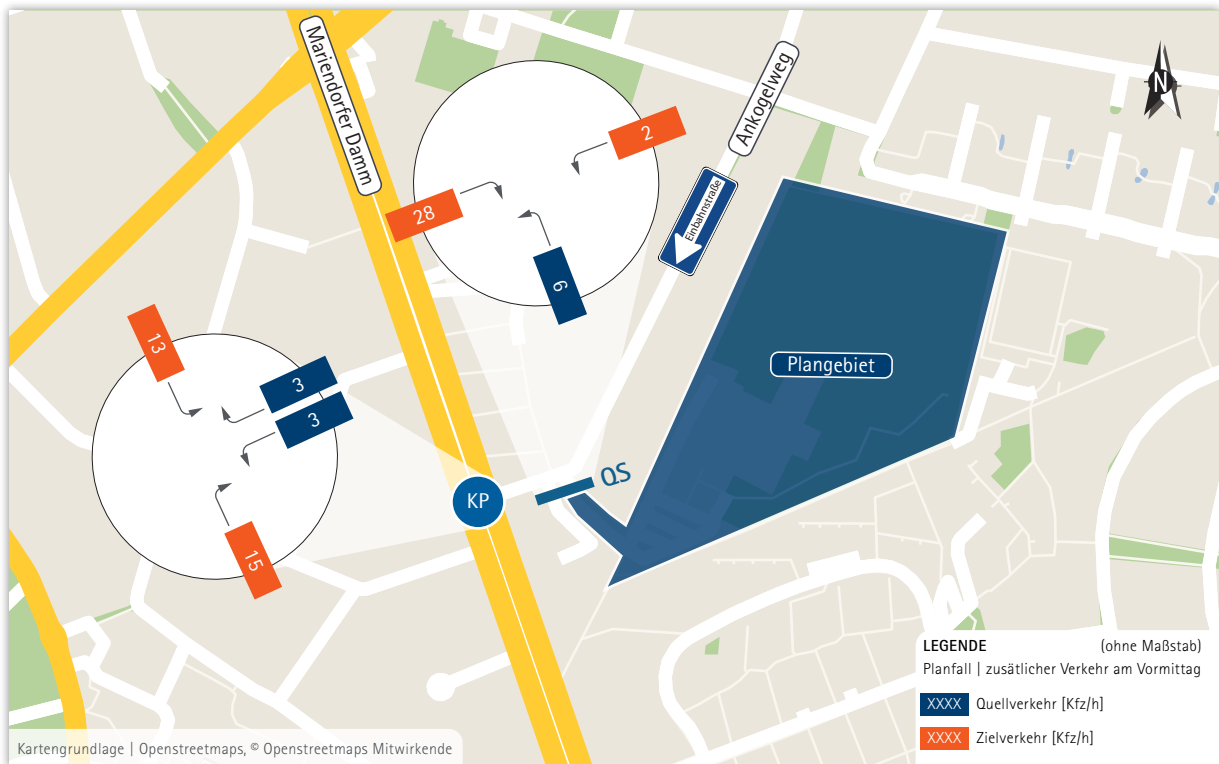 Mariendorfer Damm
Ankogelweg
N
2
28
6
Einbahnstraße
13
3
3
15
Plangebiet
QS
KP
LEGENDE (ohne Maßstab)
Planfall | zusätlicher Verkehr am Vormittag
XXXX Quellverkehr [Kfz/h]
XXXX Zielverkehr [Kfz/h]
Kartengrundlage | Openstreetmaps, © Openstreetmaps Mitwirkende